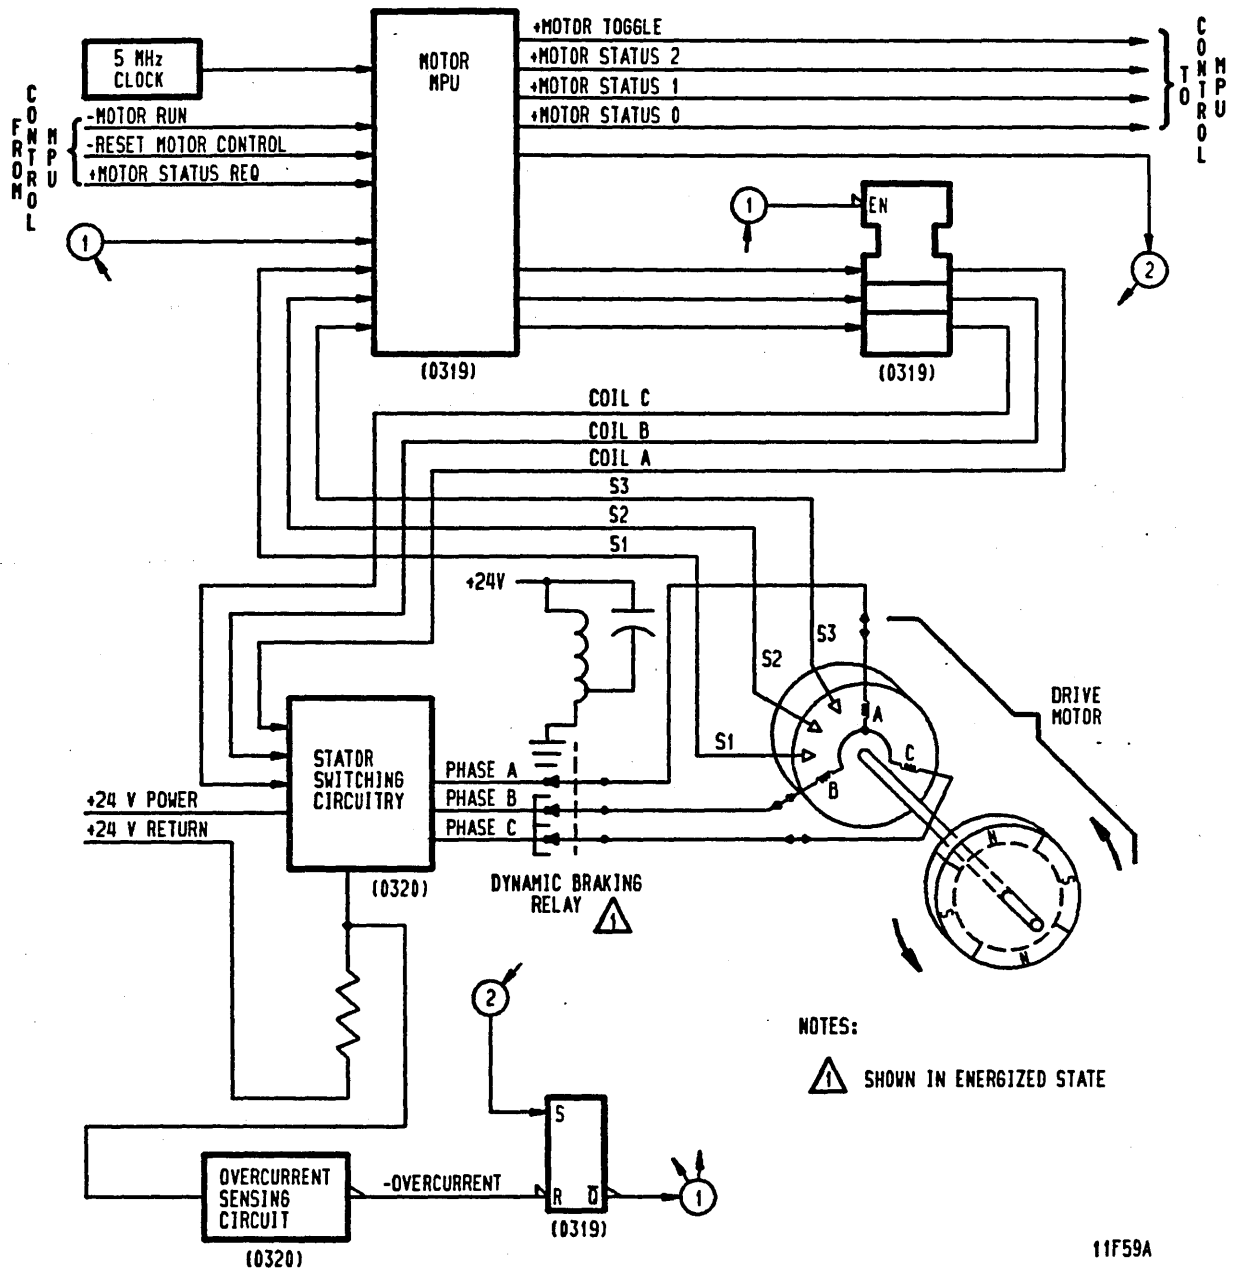 5 MHz
CLOCK
MOTOR
MPU
+MOTOR TOGGLE
+MOTOR STATUS 2
+MOTOR STATUS 1
+MOTOR STATUS 0
TO
CONTROL
MPU
FROM
CONTROL
MPU
-MOTOR RUN
-RESET MOTOR CONTROL
+MOTOR STATUS REQ
1
1
EN
2
(0319)
(0319)
COIL C
COIL B
COIL A
S3
S2
S1
+24V
S3
S2
S1
A
B
C
DRIVE
MOTOR
STATOR
SWITCHING
CIRCUITRY
PHASE A
PHASE B
PHASE C
+24 V POWER
+24 V RETURN
(0320)
DYNAMIC BRAKING
RELAY 1
N
S
S
N
2
NOTES:
1 SHOWN IN ENERGIZED STATE
S
R Q̅
OVERCURRENT
SENSING
CIRCUIT
-OVERCURRENT
1
(0319)
(0320)
11F59A